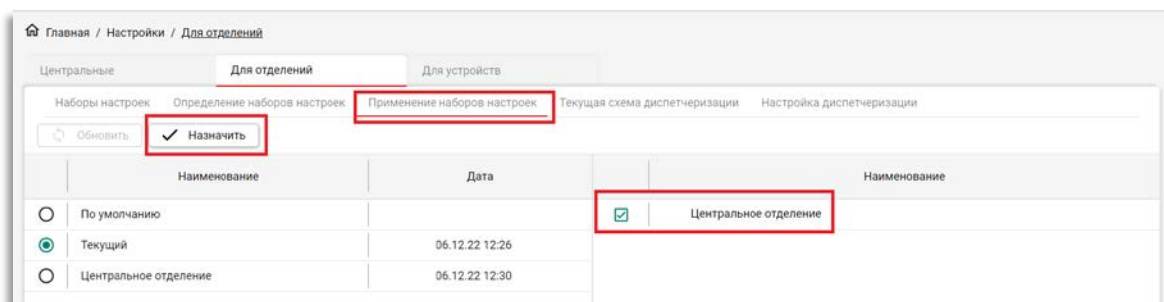 Главная / Настройки / Для отделений
Центральные Для отделений Для устройств
Наборы настроек Определение наборов настроек Применение наборов настроек Текущая схема диспетчеризации Настройка диспетчеризации
Обновить Назначить
Наименование Дата Наименование
По умолчанию Центральное отделение
Текущий 06.12.22 12:26
Центральное отделение 06.12.22 12:30